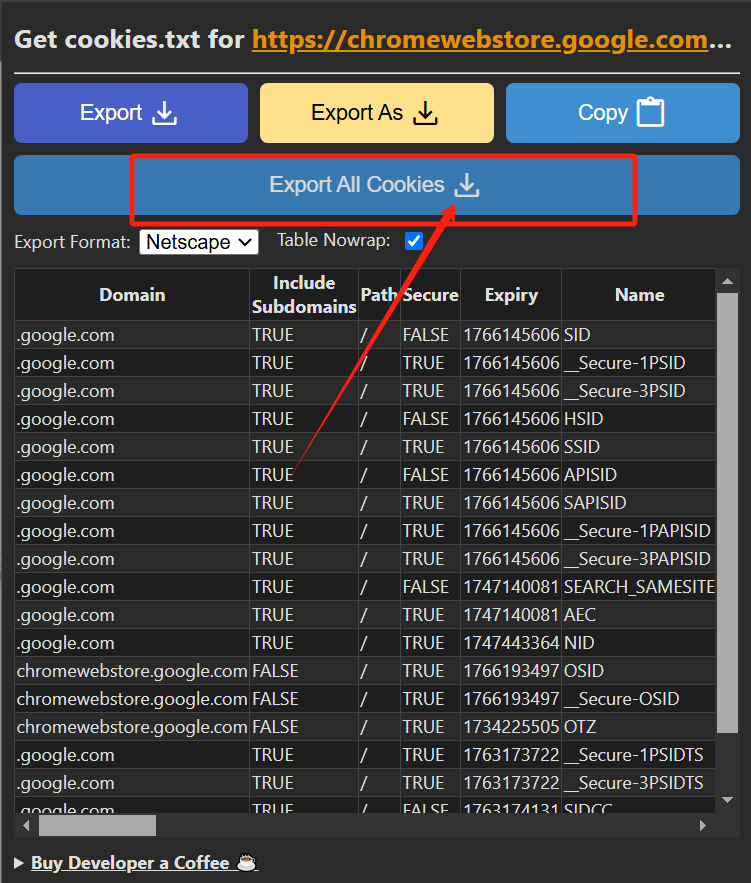 Get cookies.txt for https://chromewebstore.google.com...
Export Export As Copy
Export All Cookies
Export Format: Netscape Table Nowrap:
Domain Include Subdomains Path Secure Expiry Name
.google.com TRUE / FALSE 1766145606 SID
.google.com TRUE / TRUE 1766145606 __Secure-1PSID
.google.com TRUE / TRUE 1766145606 __Secure-3PSID
.google.com TRUE / FALSE 1766145606 HSID
.google.com TRUE / TRUE 1766145606 SSID
.google.com TRUE / FALSE 1766145606 APISID
.google.com TRUE / TRUE 1766145606 SAPISID
.google.com TRUE / TRUE 1766145606 __Secure-1PAPISID
.google.com TRUE / TRUE 1766145606 __Secure-3PAPISID
.google.com TRUE / FALSE 1747140081 SEARCH_SAMESITE
.google.com TRUE / TRUE 1747140081 AEC
.google.com TRUE / TRUE 1747443364 NID
chromewebstore.google.com FALSE / TRUE 1766193497 OSID
chromewebstore.google.com FALSE / TRUE 1766193497 __Secure-OSID
chromewebstore.google.com FALSE / TRUE 1734225505 OTZ
.google.com TRUE / TRUE 1763173722 __Secure-1PSIDTS
.google.com TRUE / TRUE 1763173722 __Secure-3PSIDTS
.google.com TRUE / FALSE 1763174131 SIDCC
Buy Developer a Coffee ☕